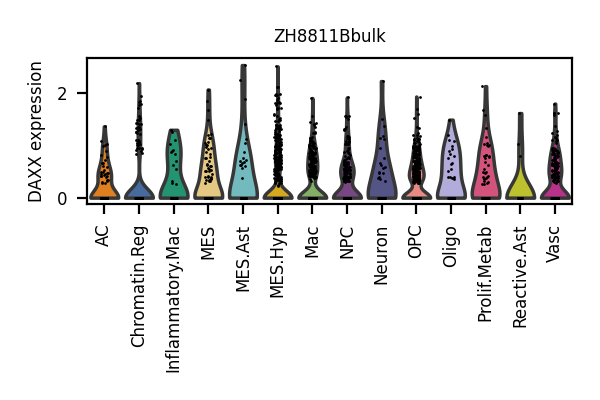 ZH8811Bbulk
DAXX expression
2
0
AC
Chromatin.Reg
Inflammatory.Mac
MES
MES.Ast
MES.Hyp
Mac
NPC
Neuron
OPC
Oligo
Prolif.Metab
Reactive.Ast
Vasc